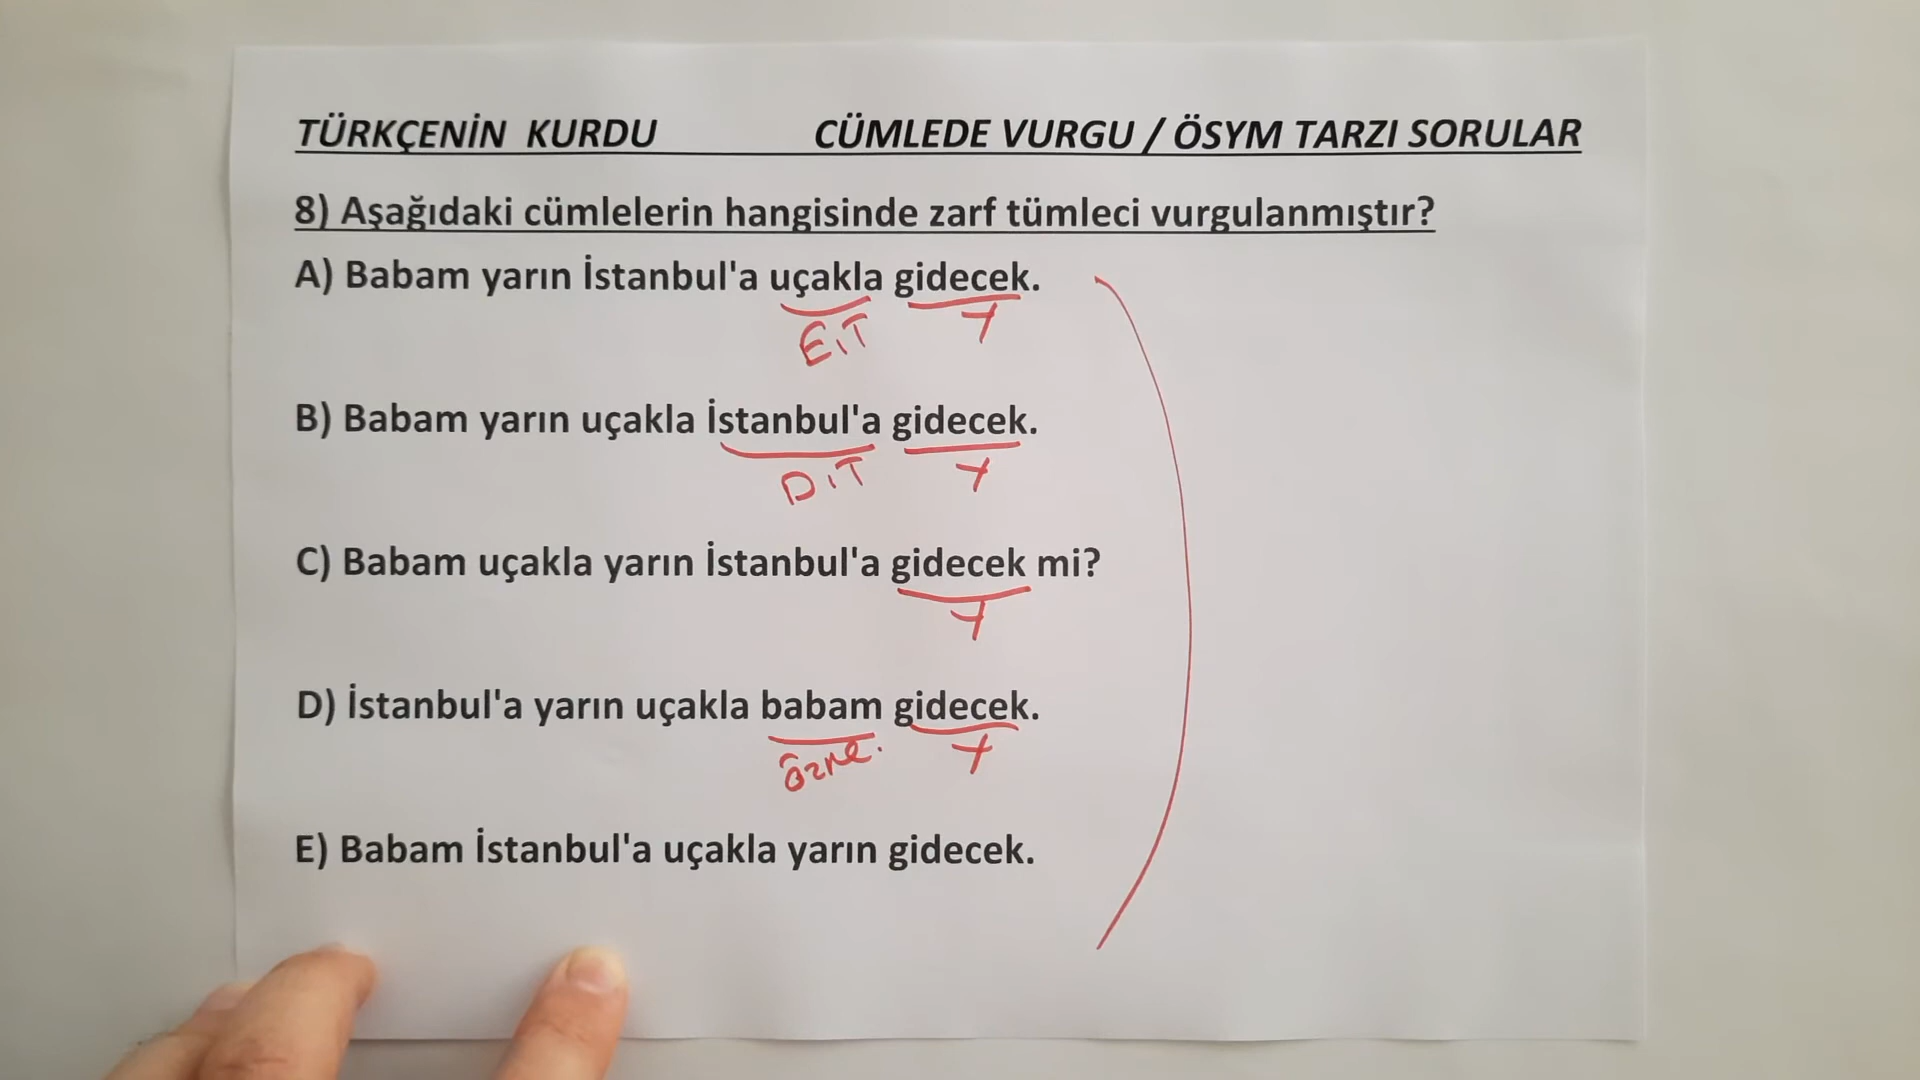 TÜRKÇENİN KURDU CÜMLEDE VURGU / ÖSYM TARZI SORULAR
8) Aşağıdaki cümlelerin hangisinde zarf tümleci vurgulanmıştır?
A) Babam yarın İstanbul'a uçakla gidecek.
E.T Y
B) Babam yarın uçakla İstanbul'a gidecek.
D.T Y
C) Babam uçakla yarın İstanbul'a gidecek mi?
Y
D) İstanbul'a yarın uçakla babam gidecek.
özne. Y
E) Babam İstanbul'a uçakla yarın gidecek.